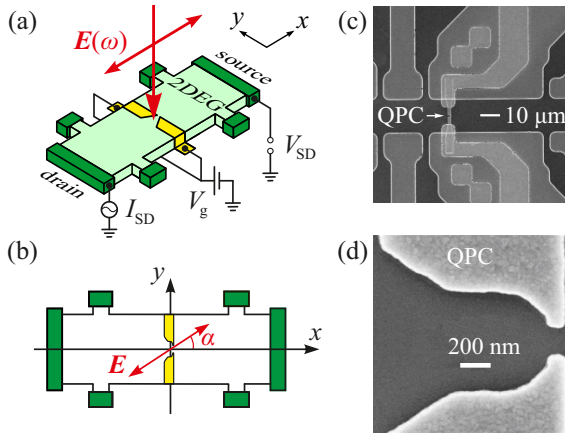 (a)
E(ω)
y
x
source
2DEG
drain
V_SD
V_g
I_SD
(b)
y
x
E
α
(c)
QPC
10 μm
(d)
QPC
200 nm